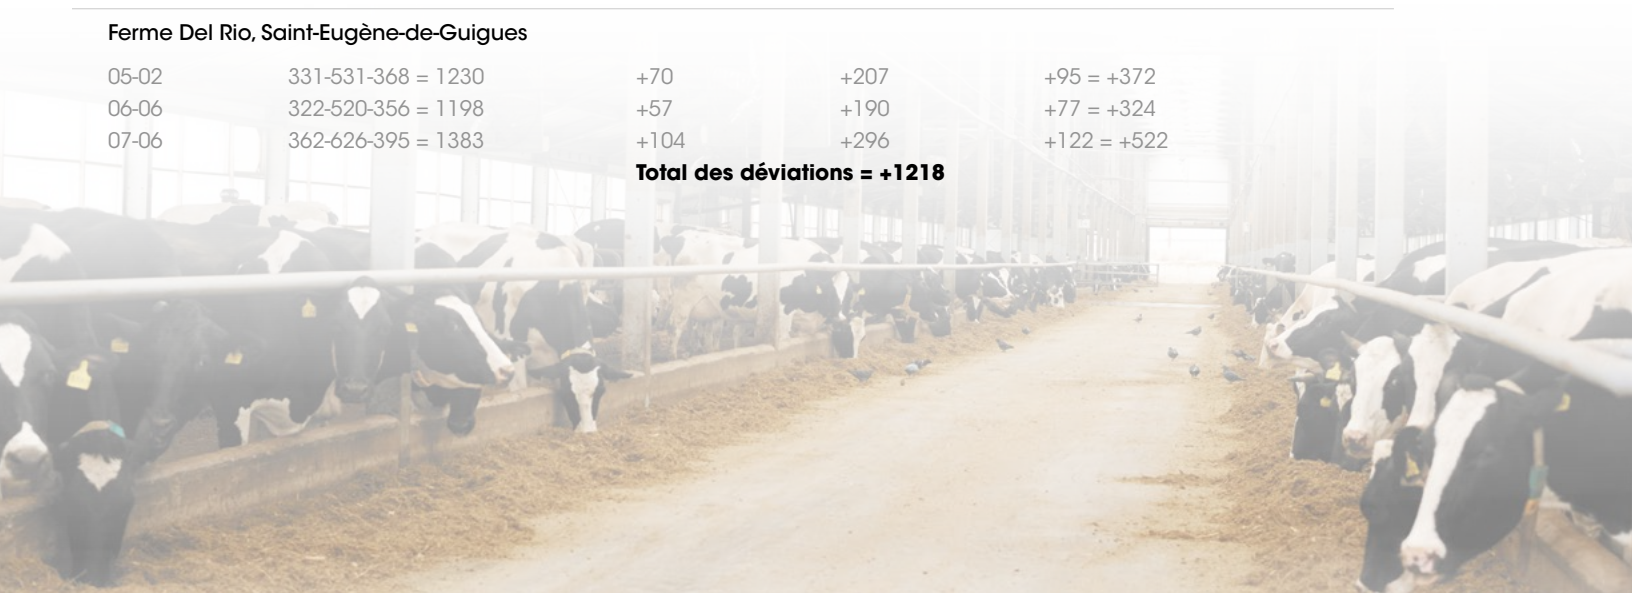 Ferme Del Rio, Saint-Eugène-de-Guigues
05-02 331-531-368 = 1230 +70 +207 +95 = +372
06-06 322-520-356 = 1198 +57 +190 +77 = +324
07-06 362-626-395 = 1383 +104 +296 +122 = +522
Total des déviations = +1218